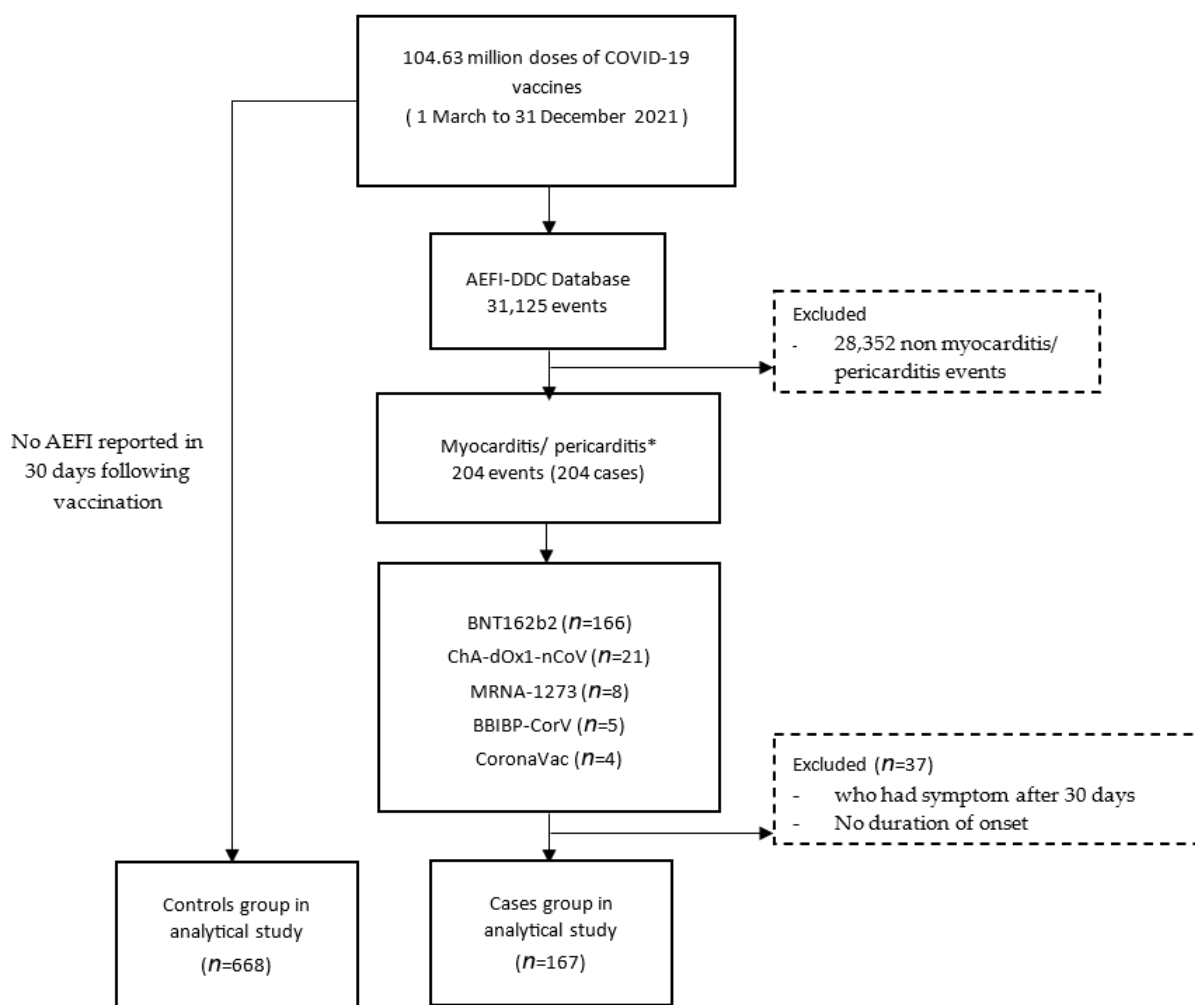 104.63 million doses of COVID-19
vaccines
( 1 March to 31 December 2021 )
AEFI-DDC Database
31,125 events
Excluded
- 28,352 non myocarditis/
pericarditis events
No AEFI reported in
30 days following
vaccination
Myocarditis/ pericarditis*
204 events (204 cases)
BNT162b2 (n=166)
ChA-dOx1-nCoV (n=21)
MRNA-1273 (n=8)
BBIBP-CorV (n=5)
CoronaVac (n=4)
Excluded (n=37)
- who had symptom after 30 days
- No duration of onset
Controls group in
analytical study
(n=668)
Cases group in
analytical study
(n=167)